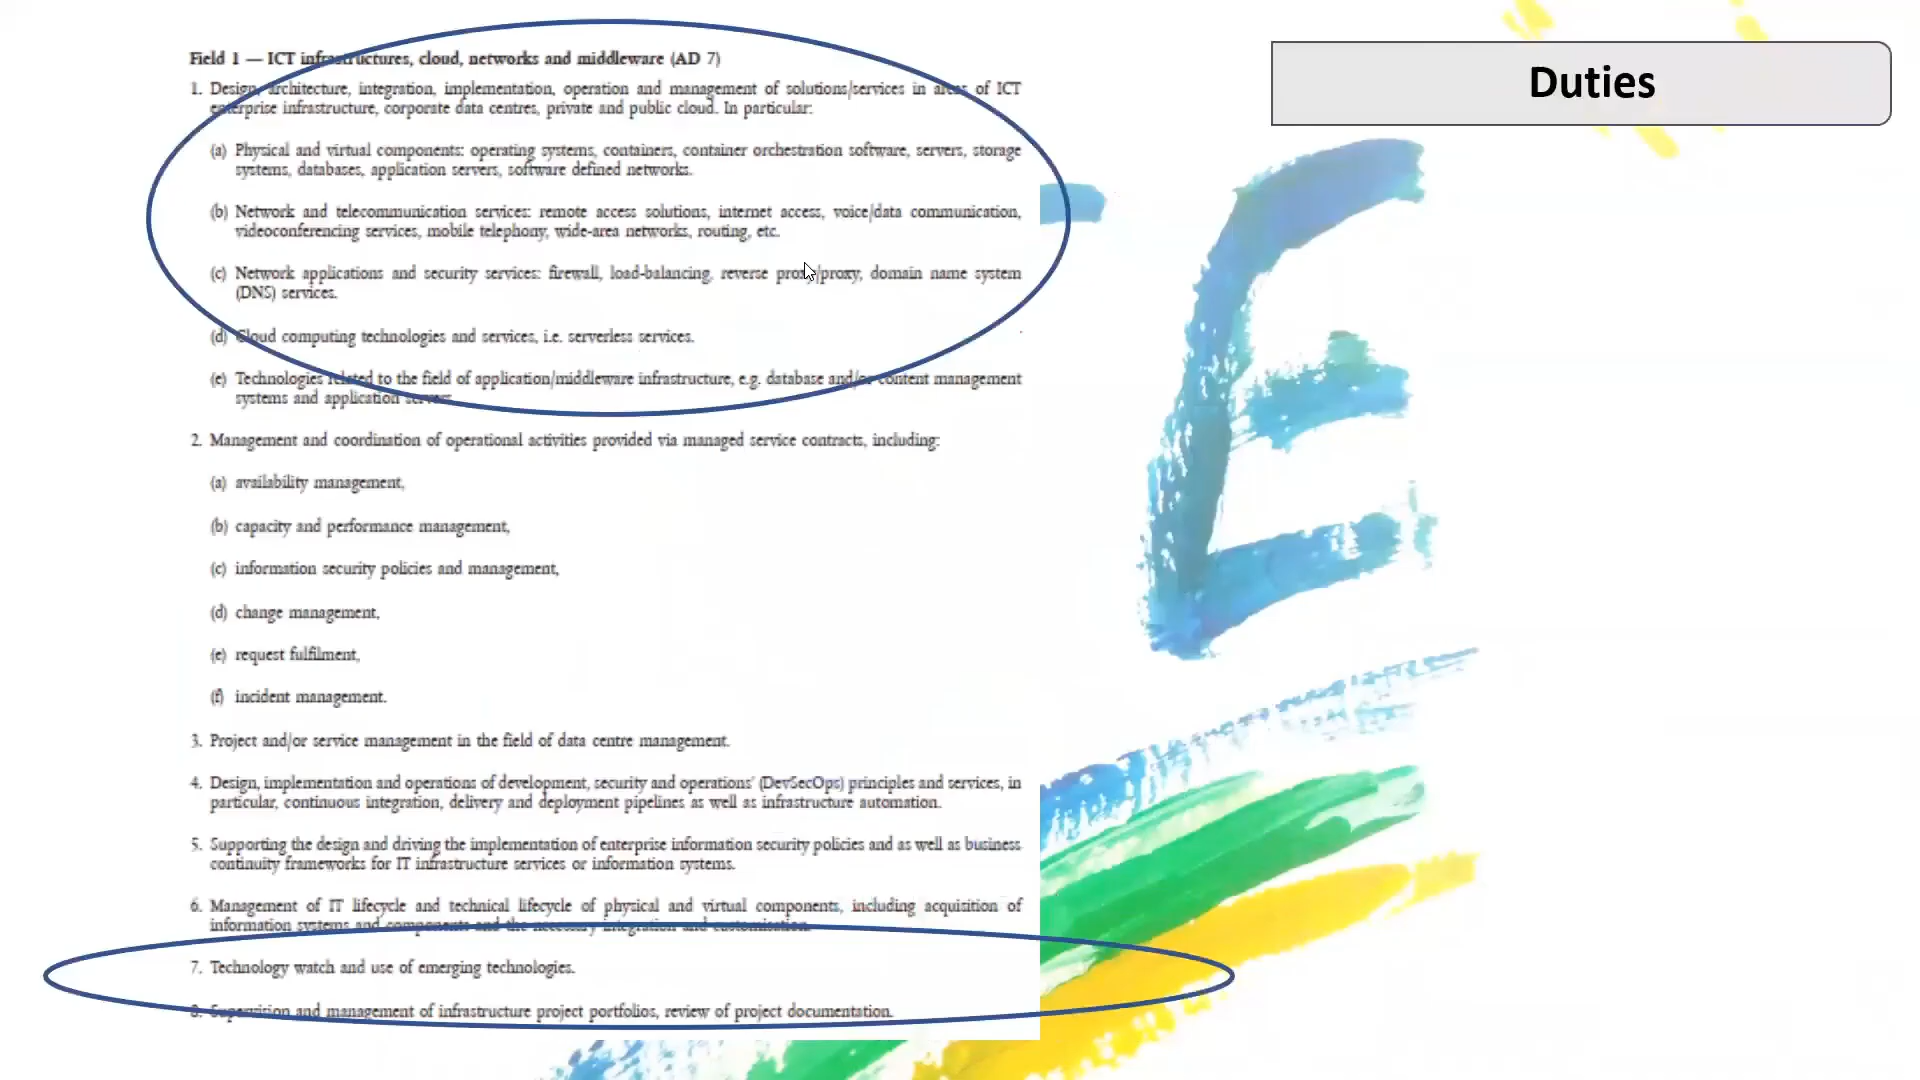 Duties
Field 1 — ICT infrastructures, cloud, networks and middleware (AD 7)
1. Design, architecture, integration, implementation, operation and management of solutions/services in areas of ICT
enterprise infrastructure, corporate data centres, private and public cloud. In particular:
(a) Physical and virtual components: operating systems, containers, container orchestration software, servers, storage
systems, databases, application servers, software defined networks.
(b) Network and telecommunication services: remote access solutions, internet access, voice/data communication,
videoconferencing services, mobile telephony, wide-area networks, routing, etc.
(c) Network applications and security services: firewall, load-balancing, reverse proxy/proxy, domain name system
(DNS) services.
(d) Cloud computing technologies and services, i.e. serverless services.
(e) Technologies related to the field of application/middleware infrastructure, e.g. database and/or content management
systems and application servers.
2. Management and coordination of operational activities provided via managed service contracts, including:
(a) availability management,
(b) capacity and performance management,
(c) information security policies and management,
(d) change management,
(e) request fulfilment,
(f) incident management.
3. Project and/or service management in the field of data centre management.
4. Design, implementation and operations of development, security and operations' (DevSecOps) principles and services, in
particular, continuous integration, delivery and deployment pipelines as well as infrastructure automation.
5. Supporting the design and driving the implementation of enterprise information security policies and as well as business
continuity frameworks for IT infrastructure services or information systems.
6. Management of IT lifecycle and technical lifecycle of physical and virtual components, including acquisition of
information systems and components and the necessary integration and customisation.
7. Technology watch and use of emerging technologies.
8. Supervision and management of infrastructure project portfolios, review of project documentation.